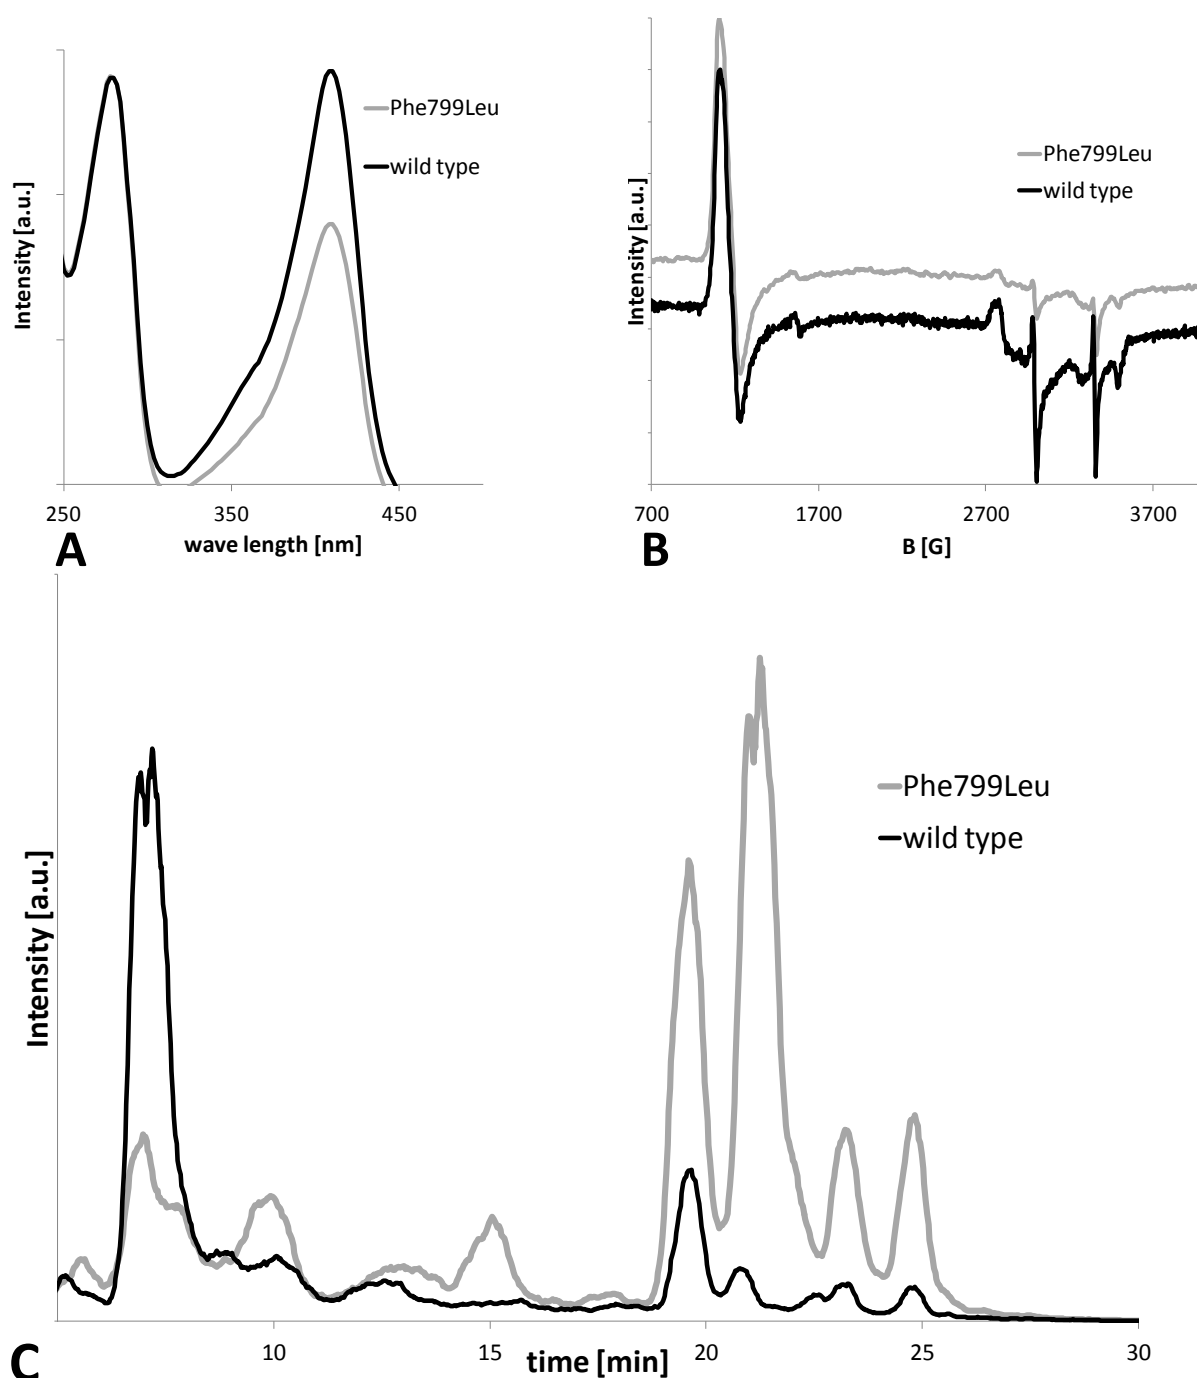 Intensity [a.u.]
Phe799Leu
wild type
250 350 450
wave length [nm]
A
Intensity [a.u.]
Phe799Leu
wild type
700 1700 2700 3700
B [G]
B
Intensity [a.u.]
Phe799Leu
wild type
10 15 20 25 30
time [min]
C